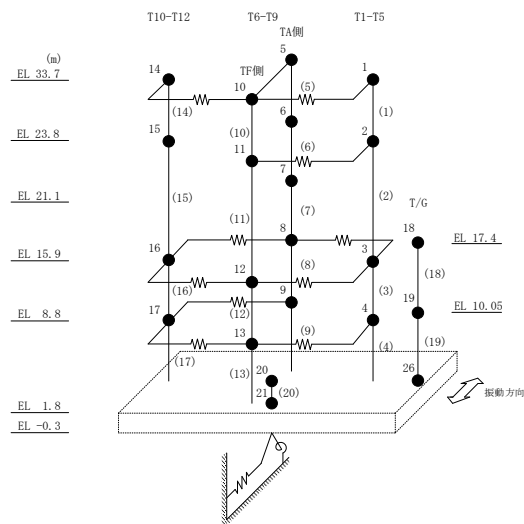 T10-T12 T6-T9 T1-T5
TA側
(m)
5
EL 33.7
14
TF側
10
(5)
1
(14)
(1)
6
(10)
EL 23.8
15
11
(6)
2
7
EL 21.1
(15)
(2)
T/G
(11)
(7)
8
18
EL 17.4
EL 15.9
16
12
(8)
3
(18)
(16)
(12)
9
(3)
EL 8.8
17
13
(9)
4
19
EL 10.05
(17)
(13)
(4)
(19)
20
21
(20)
26
振動方向
EL 1.8
EL -0.3